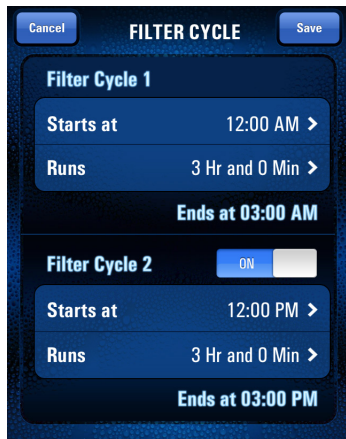 Cancel FILTER CYCLE Save
Filter Cycle 1
Starts at 12:00 AM >
Runs 3 Hr and 0 Min >
Ends at 03:00 AM
Filter Cycle 2 ON
Starts at 12:00 PM >
Runs 3 Hr and 0 Min >
Ends at 03:00 PM